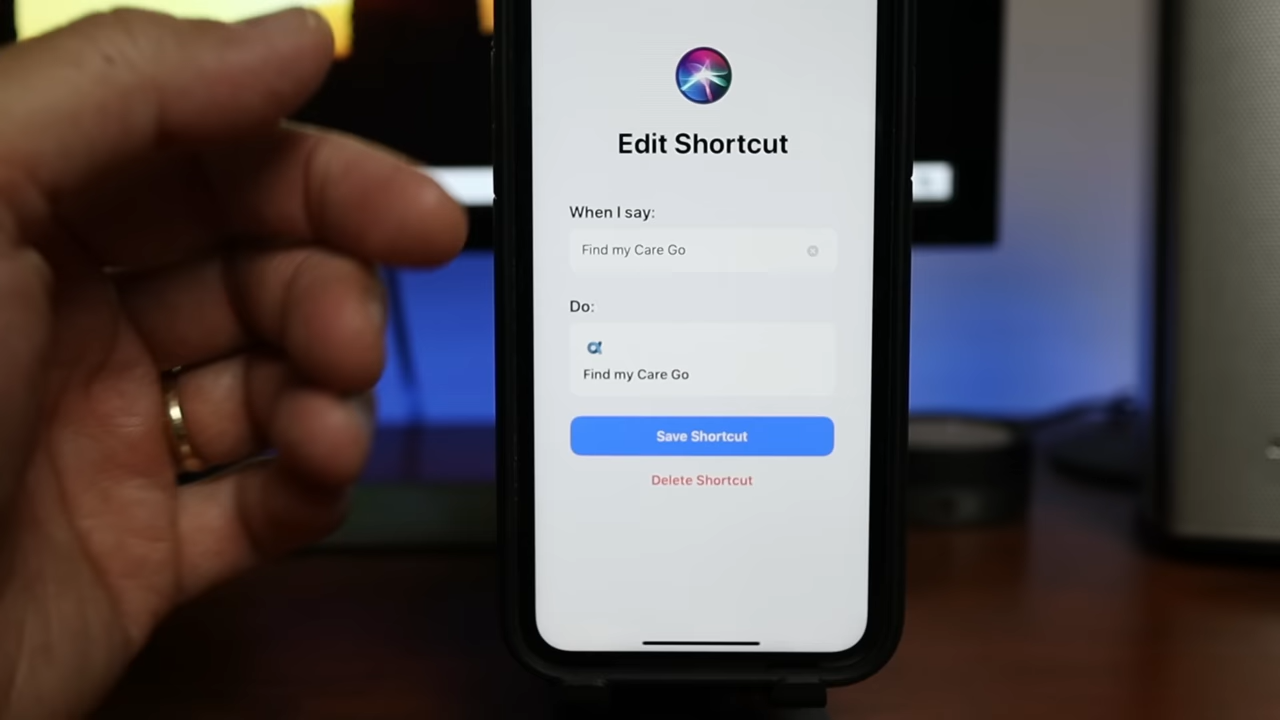 Edit Shortcut
When I say:
Find my Care Go
Do:
Find my Care Go
Save Shortcut
Delete Shortcut